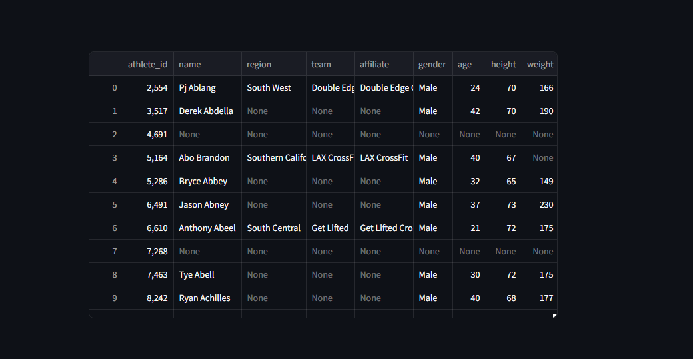 athlete_id name region team affiliate gender age height weight
0 2,554 Pj Ablang South West Double Edg Double Edge C Male 24 70 166
1 3,517 Derek Abdella None None None Male 42 70 190
2 4,691 None None None None None None None None
3 5,164 Abo Brandon Southern Califo LAX CrossF LAX CrossFit Male 40 67 None
4 5,286 Bryce Abbey None None None Male 32 65 149
5 6,491 Jason Abney None None None Male 37 73 230
6 6,610 Anthony Abeel South Central Get Lifted Get Lifted Cro Male 21 72 175
7 7,268 None None None None None None None None
8 7,463 Tye Abell None None None Male 30 72 175
9 8,242 Ryan Achilles None None None Male 40 68 177